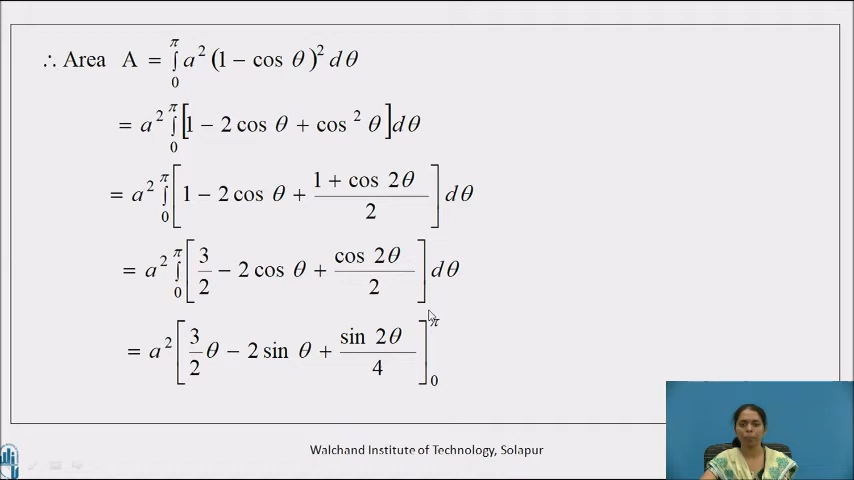 ∴ Area A = ∫₀^π a² (1 − cos θ)² dθ
= a² ∫₀^π [1 − 2 cos θ + cos² θ] dθ
= a² ∫₀^π [1 − 2 cos θ + (1 + cos 2θ)/2] dθ
= a² ∫₀^π [3/2 − 2 cos θ + cos 2θ/2] dθ
= a² [3/2 θ − 2 sin θ + sin 2θ/4]₀^π
Walchand Institute of Technology, Solapur